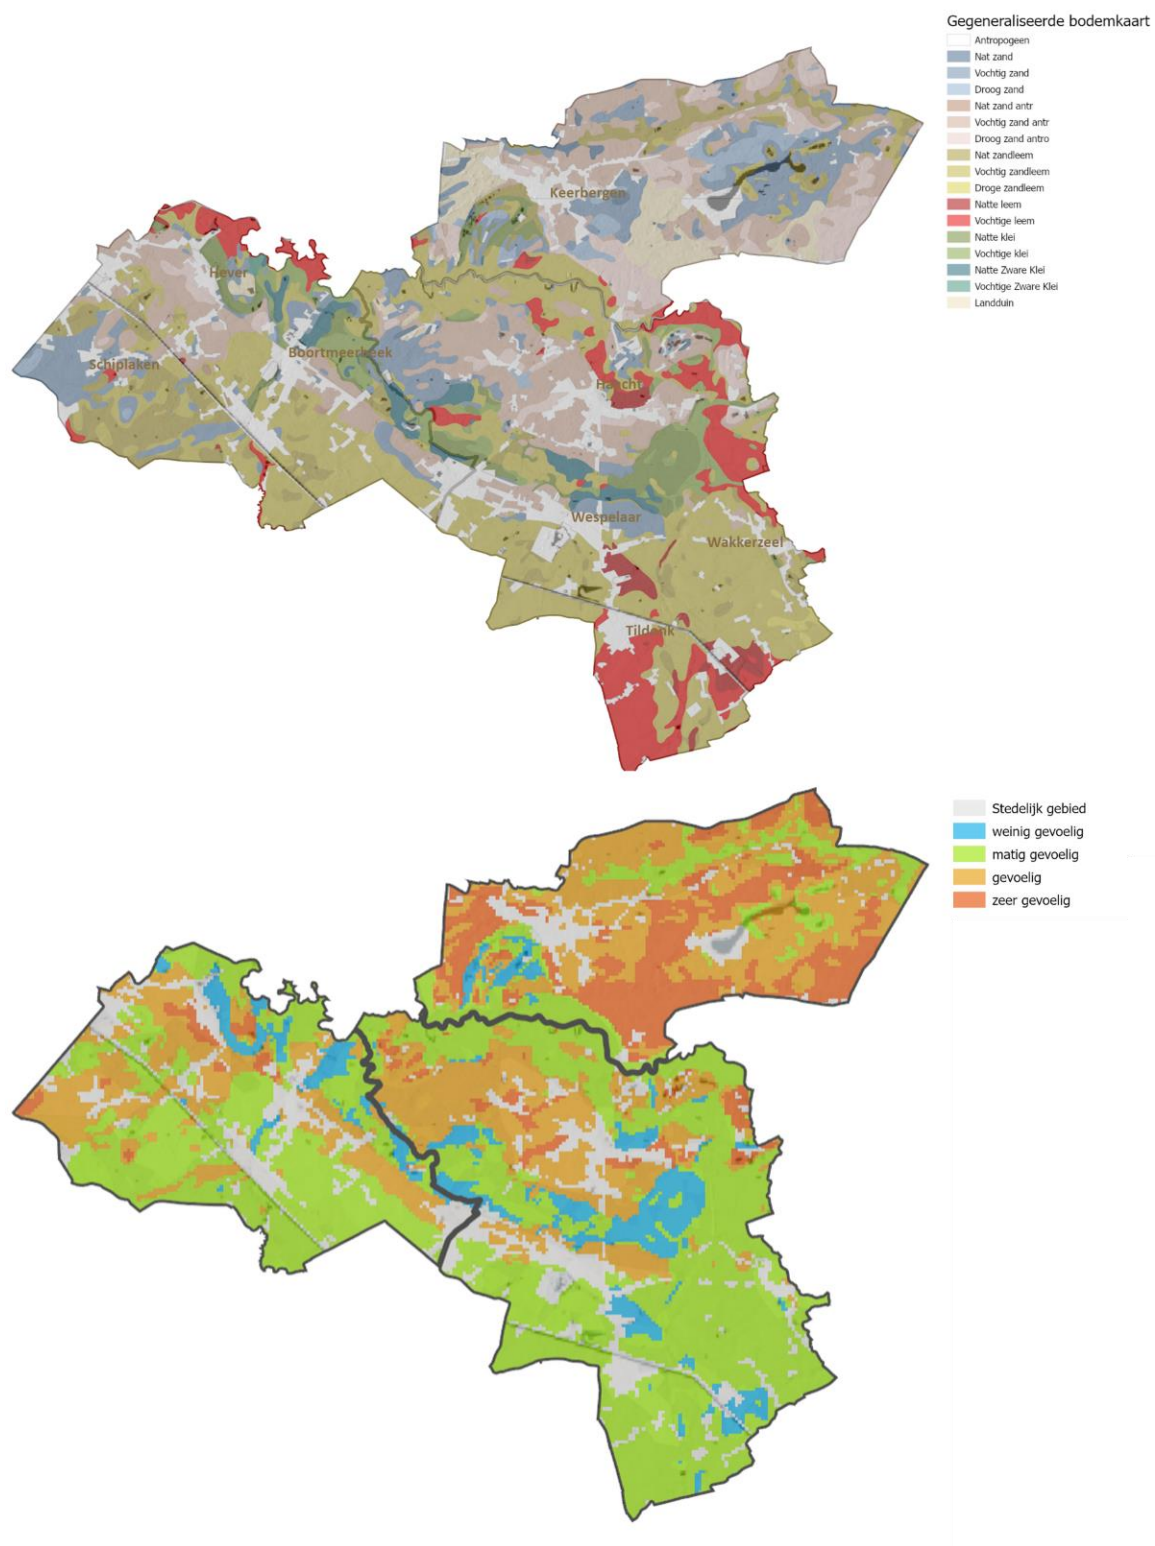 Gegeneraliseerde bodemkaart
Antropogeen
Nat zand
Vochtig zand
Droog zand
Nat zand antr
Vochtig zand antr
Droog zand antro
Nat zandleem
Vochtig zandleem
Droge zandleem
Natte leem
Vochtige leem
Natte klei
Vochtige klei
Natte Zware Klei
Vochtige Zware Klei
Landduin
Keerbergen
Hever
Boortmeerbeek
Schiplaken
Haacht
Wespelaar
Wakkerzeel
Tildonk
Stedelijk gebied
weinig gevoelig
matig gevoelig
gevoelig
zeer gevoelig